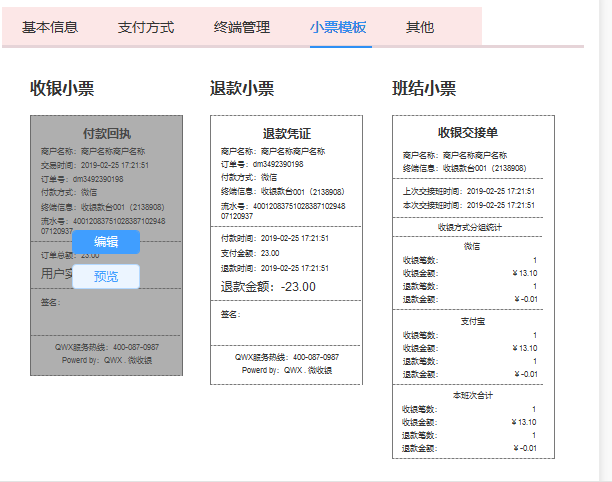 基本信息 支付方式 终端管理 小票模板 其他
收银小票 退款小票 班结小票
付款回执
商户名称：商户名称商户名称
交易时间：2019-02-25 17:21:51
订单号：dm3492390198
付款方式：微信
终端信息：收银款台001（2138908）
流水号：40012083751028387102948
07120937
订单总额：23.00
用户实
编辑
预览
签名：
QWX服务热线：400-087-0987
Powerd by：QWX . 微收银
退款凭证
商户名称：商户名称商户名称
订单号：dm3492390198
付款方式：微信
终端信息：收银款台001（2138908）
流水号：40012083751028387102948
07120937
付款时间：2019-02-25 17:21:51
支付金额：23.00
退款时间：2019-02-25 17:21:51
退款金额：-23.00
签名：
QWX服务热线：400-087-0987
Powerd by：QWX . 微收银
收银交接单
商户名称：商户名称商户名称
终端信息：收银款台001（2138908）
上次交接班时间：2019-02-25 17:21:51
本次交接班时间：2019-02-25 17:21:51
收银方式分组统计
微信
收银笔数： 1
收银金额： ¥ 13.10
退款笔数： 1
退款金额： ¥ -0.01
支付宝
收银笔数： 1
收银金额： ¥ 13.10
退款笔数： 1
退款金额： ¥ -0.01
本班次合计
收银笔数： 1
收银金额： ¥ 13.10
退款笔数： 1
退款金额： ¥ -0.01